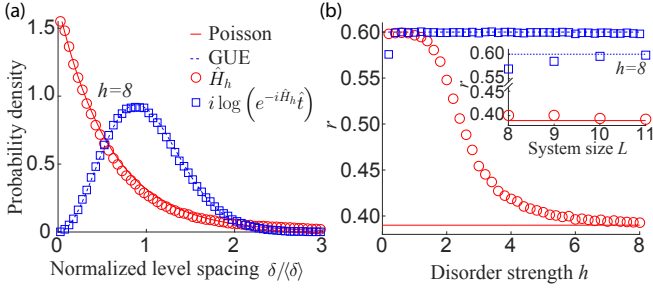 (a)
1.5
1.0
0.5
0
0
1
2
3
Probability density
Normalized level spacing δ/⟨δ⟩
h=8
Poisson
GUE
Ĥ_h
i log (e^{-iĤ_h t̂})
(b)
0.60
0.55
0.50
0.45
0.40
r
0
2
4
6
8
Disorder strength h
0.60
0.55
0.45
0.40
r
h=8
8
9
10
11
System size L